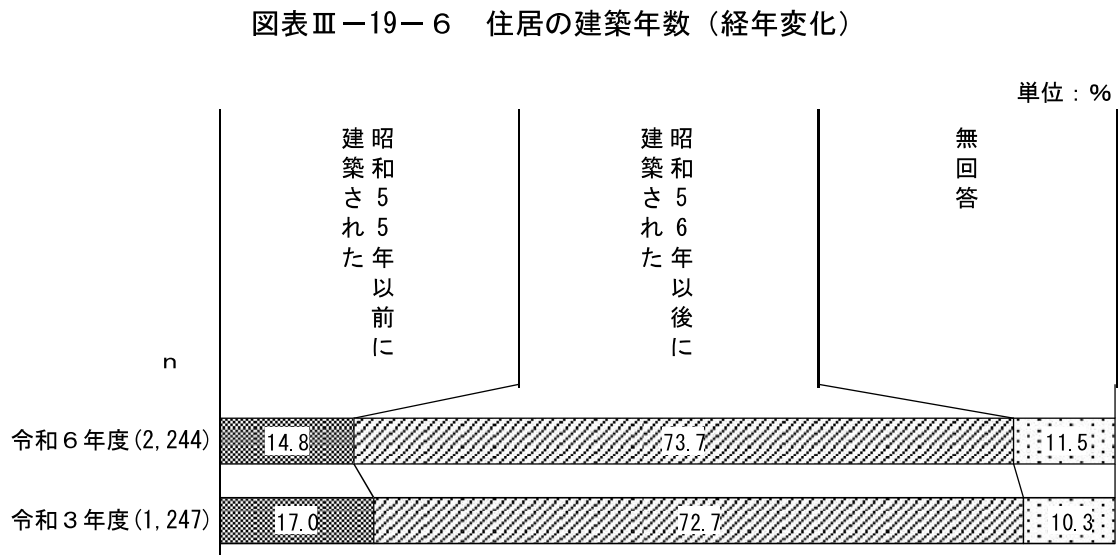 図表Ⅲ－19－６　住居の建築年数（経年変化）
単位：％
昭和55年以前に
建築された
昭和56年以後に
建築された
無回答
ｎ
令和６年度(2,244)
14.8
73.7
11.5
令和３年度(1,247)
17.0
72.7
10.3